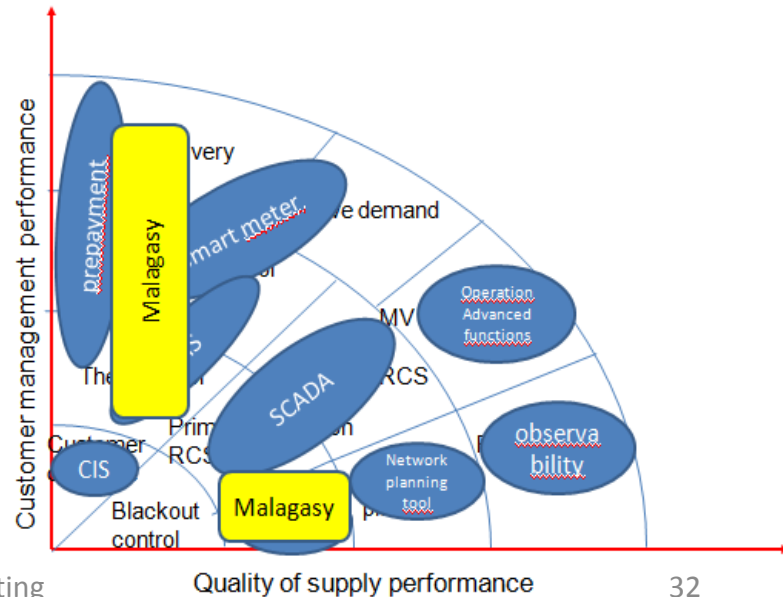 Customer management performance
prepayment
Malagasy
very
smart meter
ve demand
Operation
Advanced
functions
MV
RCS
SCADA
The
Prim
on
RCS
Customer
CIS
observa
bility
Network
planning
tool
Malagasy
Blackout
control
ting
Quality of supply performance
32